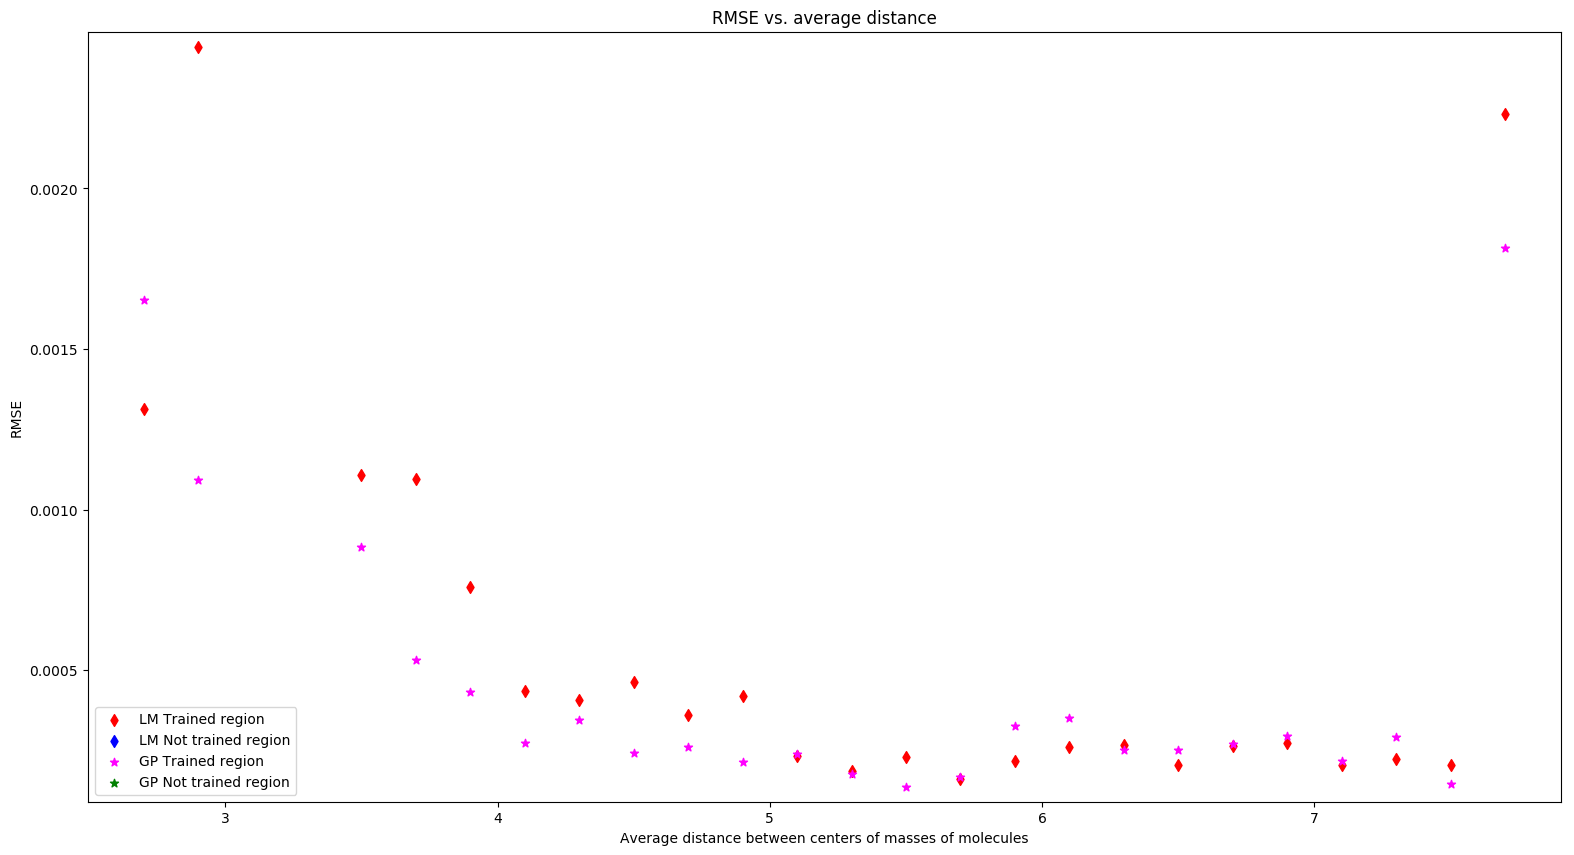 RMSE vs. average distance
0.0020
0.0015
0.0010
0.0005
RMSE
LM Trained region
LM Not trained region
GP Trained region
GP Not trained region
3 4 5 6 7
Average distance between centers of masses of molecules